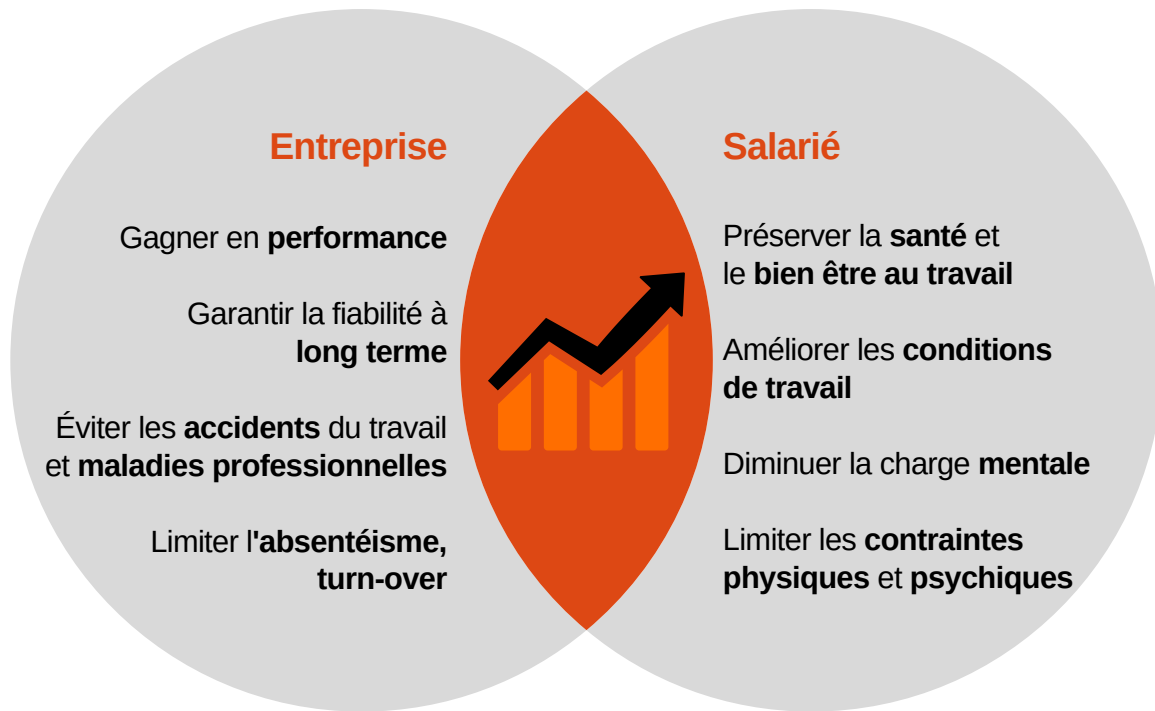 Entreprise
Gagner en performance
Garantir la fiabilité à
long terme
Éviter les accidents du travail
et maladies professionnelles
Limiter l'absentéisme,
turn-over
Salarié
Préserver la santé et
le bien être au travail
Améliorer les conditions
de travail
Diminuer la charge mentale
Limiter les contraintes
physiques et psychiques